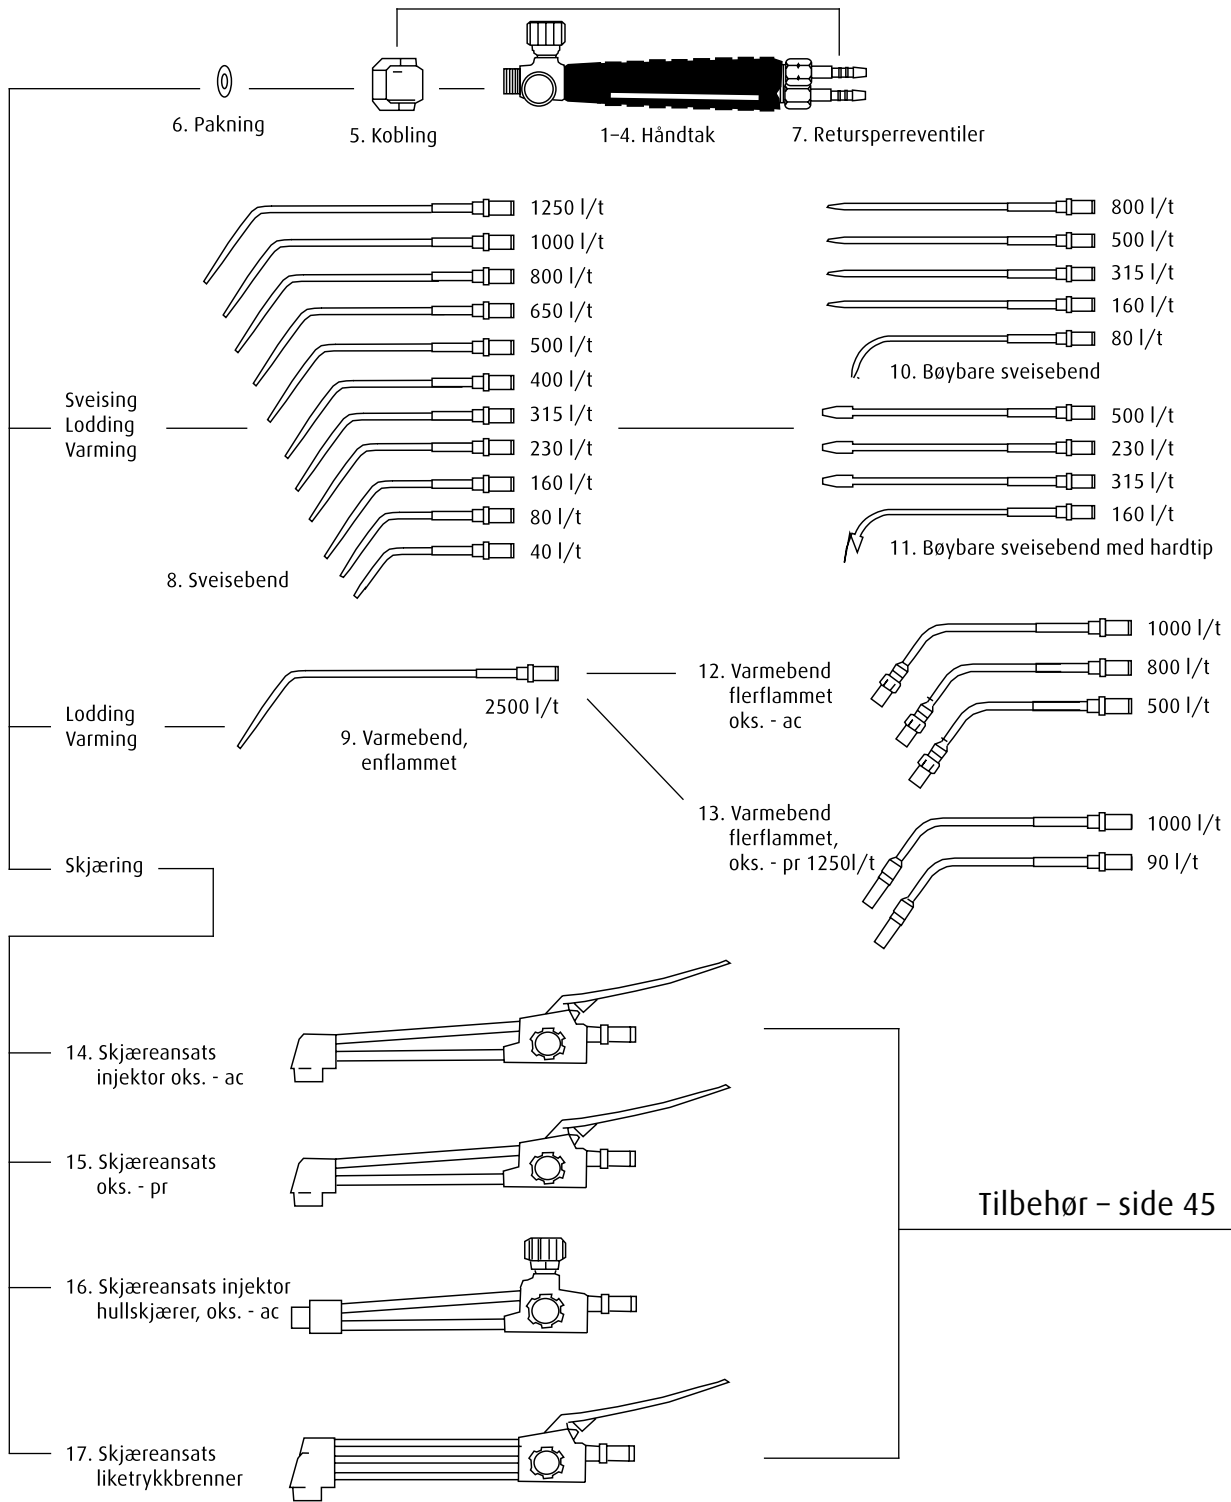 6. Pakning
5. Kobling
1–4. Håndtak
7. Retursperreventiler
1250 l/t
1000 l/t
800 l/t
650 l/t
500 l/t
400 l/t
315 l/t
230 l/t
160 l/t
80 l/t
40 l/t
8. Sveisebend
Sveising
Lodding
Varming
800 l/t
500 l/t
315 l/t
160 l/t
80 l/t
10. Bøybare sveisebend
500 l/t
230 l/t
315 l/t
160 l/t
11. Bøybare sveisebend med hardtip
Lodding
Varming
2500 l/t
9. Varmebend,
enflammet
12. Varmebend
flerflammet
oks. - ac
1000 l/t
800 l/t
500 l/t
13. Varmebend
flerflammet,
oks. - pr 1250l/t
1000 l/t
90 l/t
Skjæring
14. Skjæreansats
injektor oks. - ac
15. Skjæreansats
oks. - pr
16. Skjæreansats injektor
hullskjærer, oks. - ac
17. Skjæreansats
liketrykkbrenner
Tilbehør – side 45